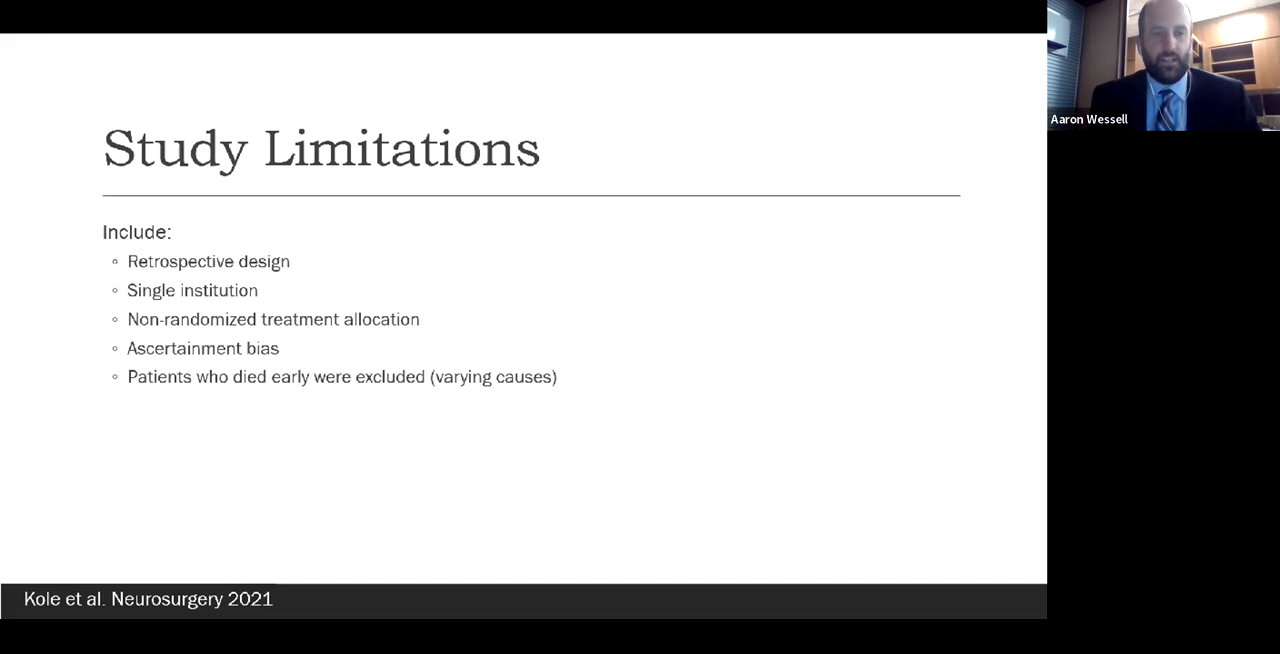 Study Limitations
Include:
◦ Retrospective design
◦ Single institution
◦ Non-randomized treatment allocation
◦ Ascertainment bias
◦ Patients who died early were excluded (varying causes)
Kole et al. Neurosurgery 2021
Aaron Wessell